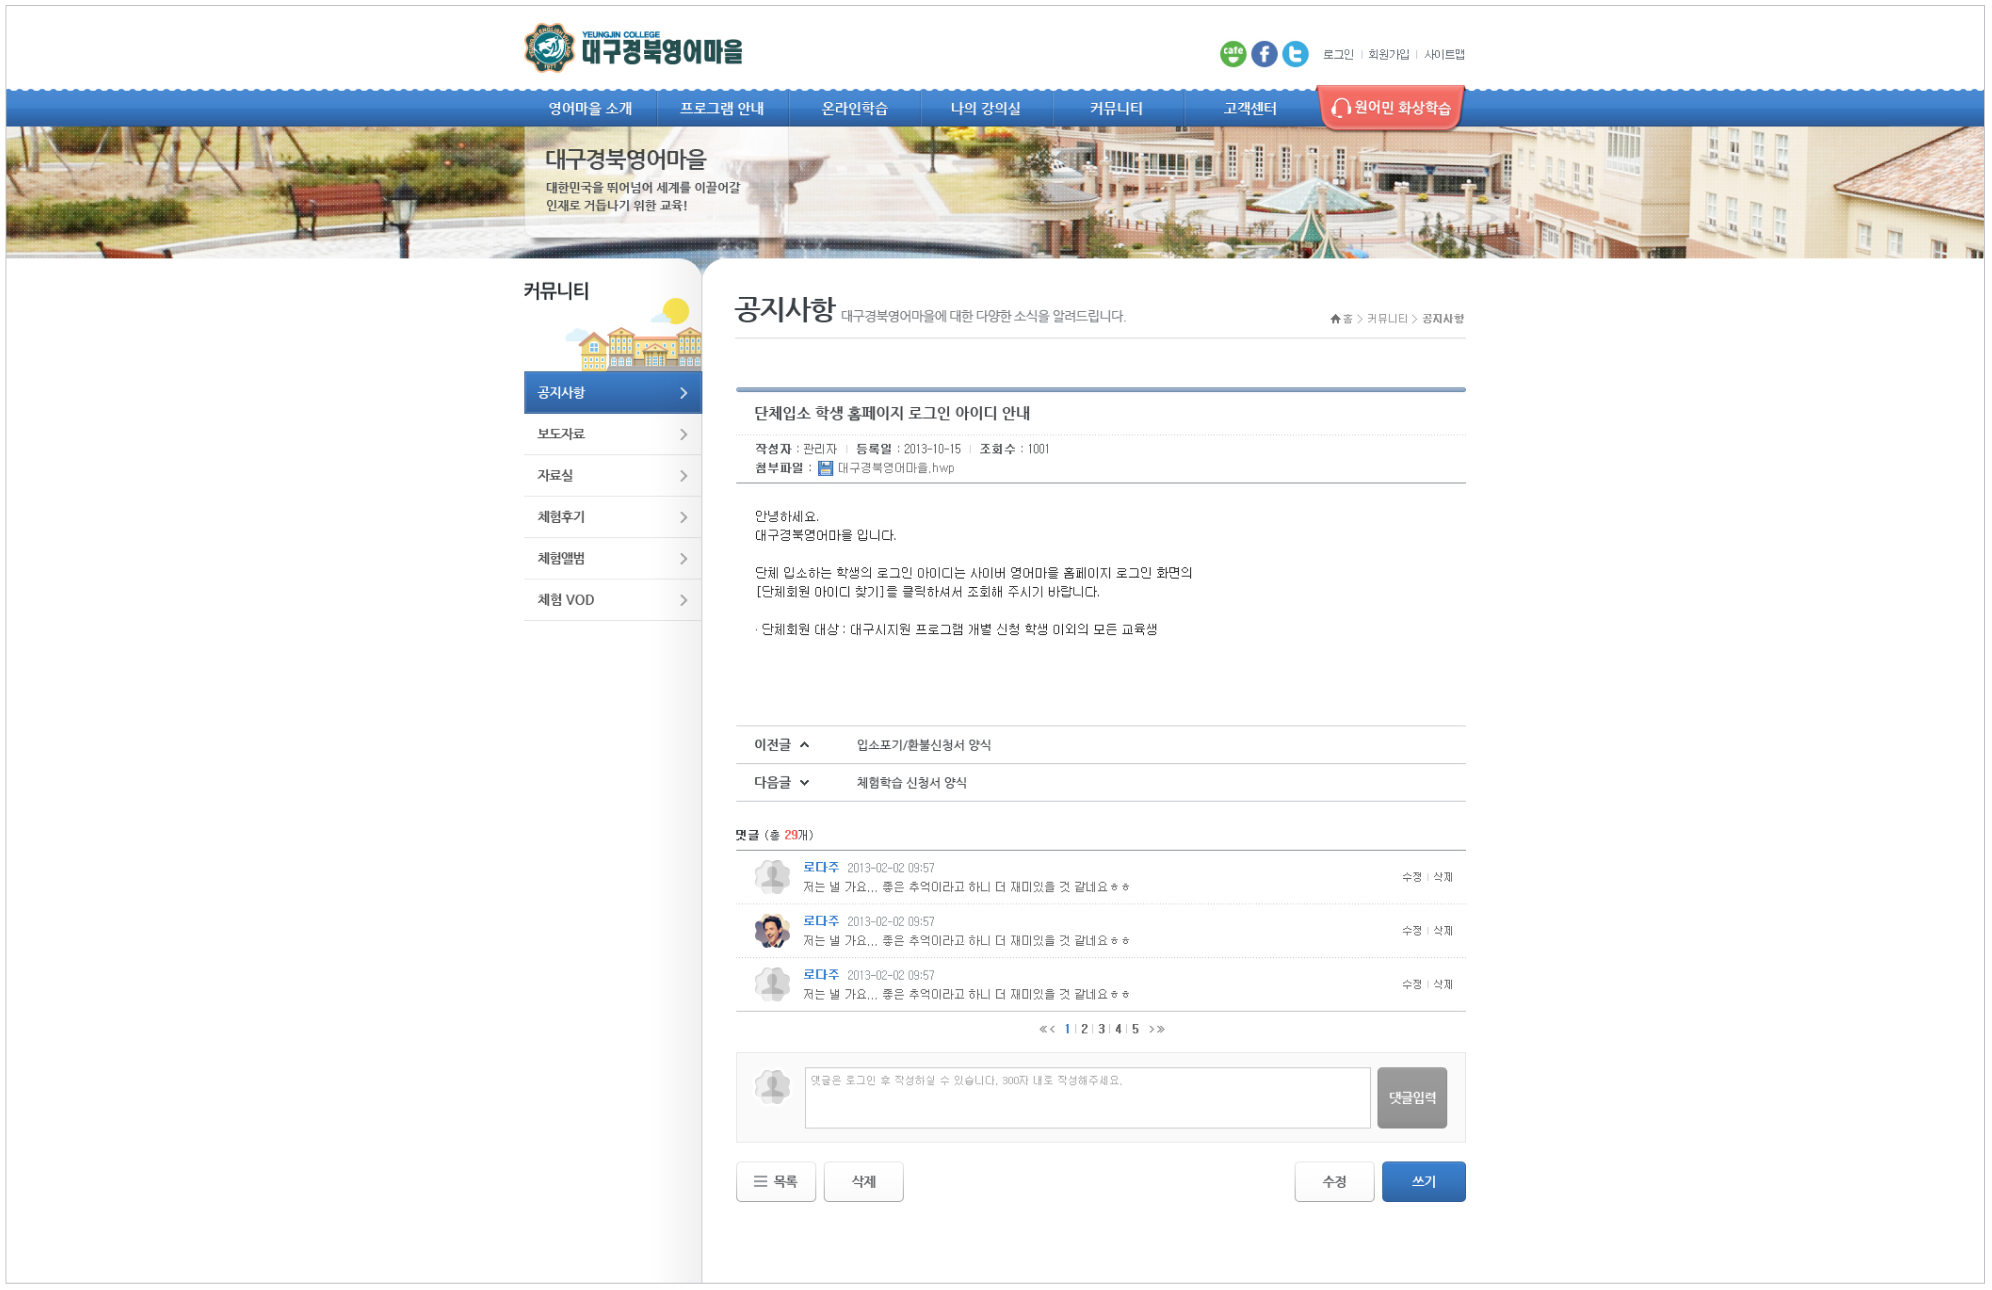 YEUNGJIN COLLEGE
대구경북영어마을
cafe
로그인 | 회원가입 | 사이트맵
영어마을 소개 프로그램 안내 온라인학습 나의 강의실 커뮤니티 고객센터 원어민 화상학습
대구경북영어마을
대한민국을 뛰어넘어 세계를 이끌어갈
인재로 거듭나기 위한 교육!
커뮤니티
공지사항
보도자료
자료실
체험후기
체험앨범
체험 VOD
공지사항 대구경북영어마을에 대한 다양한 소식을 알려드립니다.
홈 > 커뮤니티 > 공지사항
단체입소 학생 홈페이지 로그인 아이디 안내
작성자 : 관리자 | 등록일 : 2013-10-15 | 조회수 : 1001
첨부파일 : 대구경북영어마을.hwp
안녕하세요.
대구경북영어마을 입니다.
단체 입소하는 학생의 로그인 아이디는 사이버 영어마을 홈페이지 로그인 화면의
[단체회원 아이디 찾기]를 클릭하셔서 조회해 주시기 바랍니다.
· 단체회원 대상 : 대구시지원 프로그램 개별 신청 학생 이외의 모든 교육생
이전글 입소포기/환불신청서 양식
다음글 체험학습 신청서 양식
댓글 (총 29개)
로다주 2013-02-02 09:57
저는 낼 가요... 좋은 추억이라고 하니 더 재미있을 것 같네요ㅎㅎ
수정 | 삭제
로다주 2013-02-02 09:57
저는 낼 가요... 좋은 추억이라고 하니 더 재미있을 것 같네요ㅎㅎ
수정 | 삭제
로다주 2013-02-02 09:57
저는 낼 가요... 좋은 추억이라고 하니 더 재미있을 것 같네요ㅎㅎ
수정 | 삭제
≪ < 1 | 2 | 3 | 4 | 5 > ≫
댓글은 로그인 후 작성하실 수 있습니다. 300자 내로 작성해주세요.
댓글입력
목록 삭제 수정 쓰기